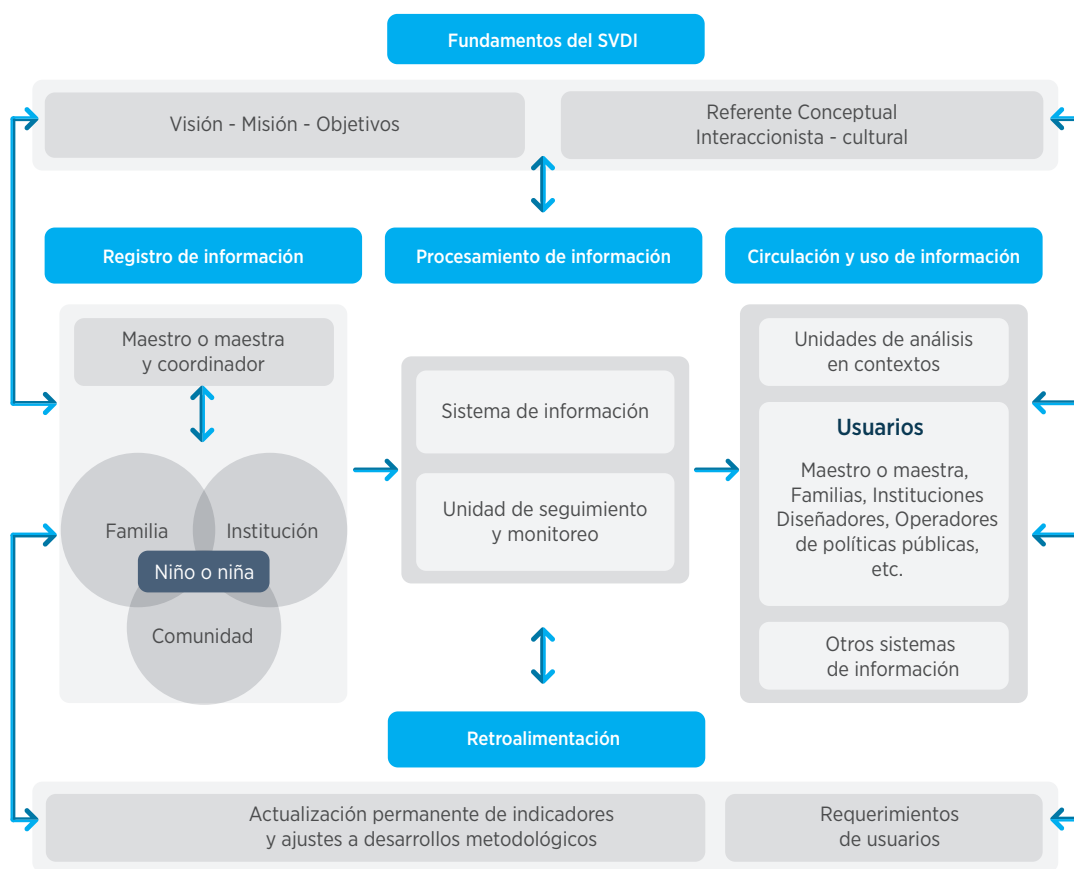 Fundamentos del SVDI
Visión - Misión - Objetivos
Referente Conceptual
Interaccionista - cultural
Registro de información
Procesamiento de información
Circulación y uso de información
Maestro o maestra
y coordinador
Familia
Institución
Niño o niña
Comunidad
Sistema de información
Unidad de seguimiento
y monitoreo
Unidades de análisis
en contextos
Usuarios
Maestro o maestra,
Familias, Instituciones
Diseñadores, Operadores
de políticas públicas,
etc.
Otros sistemas
de información
Retroalimentación
Actualización permanente de indicadores
y ajustes a desarrollos metodológicos
Requerimientos
de usuarios